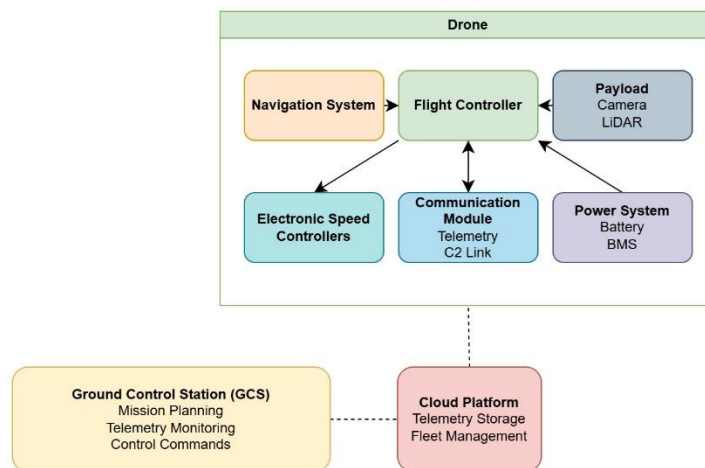 Drone
Navigation System
Flight Controller
Payload
Camera
LiDAR
Electronic Speed
Controllers
Communication
Module
Telemetry
C2 Link
Power System
Battery
BMS
Ground Control Station (GCS)
Mission Planning
Telemetry Monitoring
Control Commands
Cloud Platform
Telemetry Storage
Fleet Management